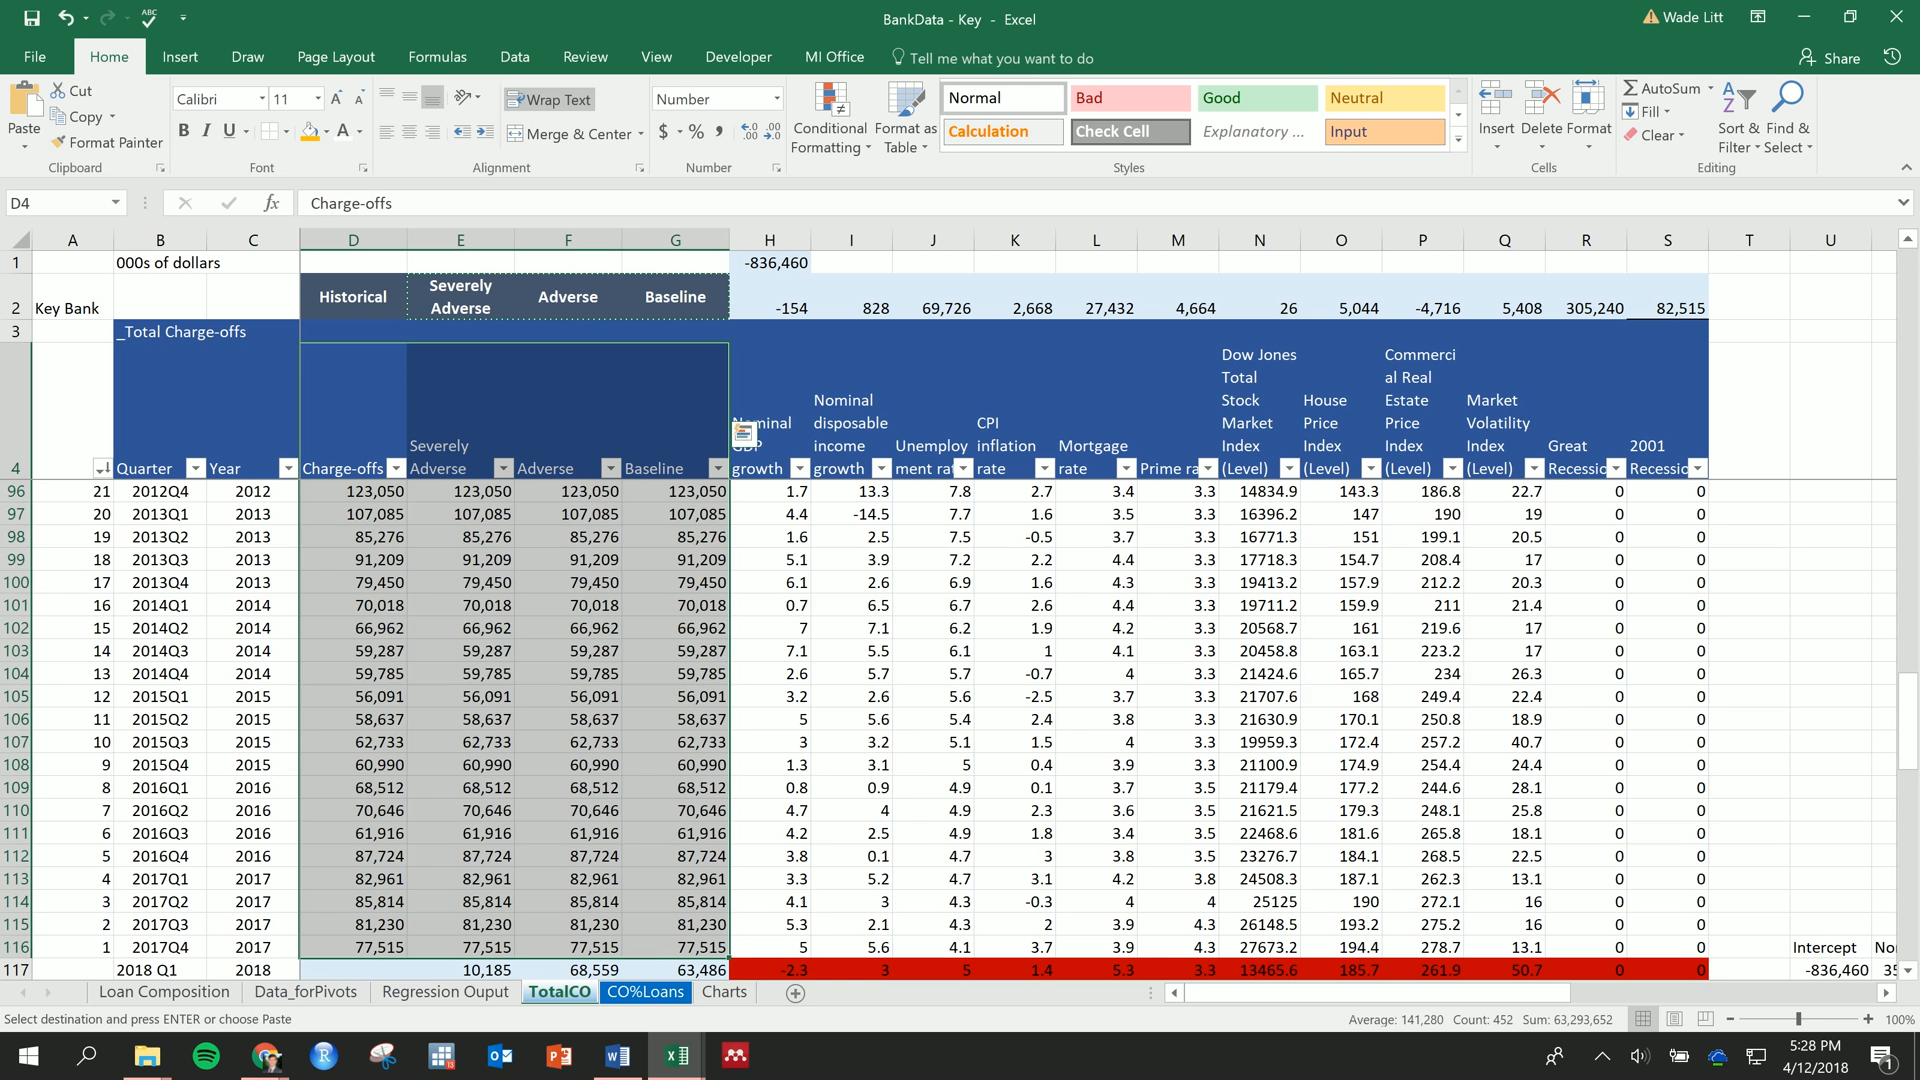 BankData - Key - Excel
Wade Litt
File Home Insert Draw Page Layout Formulas Data Review View Developer MI Office Tell me what you want to do Share
Paste Cut Copy Format Painter
Calibri 11 Wrap Text Merge & Center
Number
Conditional Formatting Format as Table
Normal Bad Good Neutral
Calculation Check Cell Explanatory ... Input
Insert Delete Format
AutoSum Fill Clear
Sort & Filter Find & Select
Clipboard Font Alignment Number Styles Cells Editing
D4 fx Charge-offs
A B C D E F G H I J K L M N O P Q R S T U
1 000s of dollars -836,460
2 Key Bank Historical Severely Adverse Adverse Baseline -154 828 69,726 2,668 27,432 4,664 26 5,044 -4,716 5,408 305,240 82,515
3 _Total Charge-offs
4 Quarter Year Charge-offs Severely Adverse Adverse Baseline growth Nominal disposable income growth CPI inflation rate Mortgage rate Dow Jones Total Stock Market Index (Level) House Price Index (Level) Commercial Real Estate Price Index (Level) Market Volatility Index (Level) Great Recessic 2001 Recessic
96 21 2012Q4 2012 123,050 123,050 123,050 123,050 1.7 13.3 7.8 2.7 3.4 3.3 14834.9 143.3 186.8 22.7 0 0
97 20 2013Q1 2013 107,085 107,085 107,085 107,085 4.4 -14.5 7.7 1.6 3.5 3.3 16396.2 147 190 19 0 0
98 19 2013Q2 2013 85,276 85,276 85,276 85,276 1.6 2.5 7.5 -0.5 3.7 3.3 16771.3 151 199.1 20.5 0 0
99 18 2013Q3 2013 91,209 91,209 91,209 91,209 5.1 3.9 7.2 2.2 4.4 3.3 17718.3 154.7 208.4 17 0 0
100 17 2013Q4 2013 79,450 79,450 79,450 79,450 6.1 2.6 6.9 1.6 4.3 3.3 19413.2 157.9 212.2 20.3 0 0
101 16 2014Q1 2014 70,018 70,018 70,018 70,018 0.7 6.5 6.7 2.6 4.4 3.3 19711.2 159.9 211 21.4 0 0
102 15 2014Q2 2014 66,962 66,962 66,962 66,962 7 7.1 6.2 1.9 4.2 3.3 20568.7 161 219.6 17 0 0
103 14 2014Q3 2014 59,287 59,287 59,287 59,287 7.1 5.5 6.1 1 4.1 3.3 20458.8 163.1 223.2 17 0 0
104 13 2014Q4 2014 59,785 59,785 59,785 59,785 2.6 5.7 5.7 -0.7 4 3.3 21424.6 165.7 234 26.3 0 0
105 12 2015Q1 2015 56,091 56,091 56,091 56,091 3.2 2.6 5.6 -2.5 3.7 3.3 21707.6 168 249.4 22.4 0 0
106 11 2015Q2 2015 58,637 58,637 58,637 58,637 5 5.6 5.4 2.4 3.8 3.3 21630.9 170.1 250.8 18.9 0 0
107 10 2015Q3 2015 62,733 62,733 62,733 62,733 3 3.2 5.1 1.5 4 3.3 19959.3 172.4 257.2 40.7 0 0
108 9 2015Q4 2015 60,990 60,990 60,990 60,990 1.3 3.1 5 0.4 3.9 3.3 21100.9 174.9 254.4 24.4 0 0
109 8 2016Q1 2016 68,512 68,512 68,512 68,512 0.8 0.9 4.9 0.1 3.7 3.5 21179.4 177.2 244.6 28.1 0 0
110 7 2016Q2 2016 70,646 70,646 70,646 70,646 4.7 4 4.9 2.3 3.6 3.5 21621.5 179.3 248.1 25.8 0 0
111 6 2016Q3 2016 61,916 61,916 61,916 61,916 4.2 2.5 4.9 1.8 3.4 3.5 22468.6 181.6 265.8 18.1 0 0
112 5 2016Q4 2016 87,724 87,724 87,724 87,724 3.8 0.1 4.7 3 3.8 3.5 23276.7 184.1 268.5 22.5 0 0
113 4 2017Q1 2017 82,961 82,961 82,961 82,961 3.3 5.2 4.7 3.1 4.2 3.8 24508.3 187.1 262.3 13.1 0 0
114 3 2017Q2 2017 85,814 85,814 85,814 85,814 4.1 3 4.3 -0.3 4 4 25125 190 272.1 16 0 0
115 2 2017Q3 2017 81,230 81,230 81,230 81,230 5.3 2.1 4.3 2 3.9 4.3 26148.5 193.2 275.2 16 0 0
116 1 2017Q4 2017 77,515 77,515 77,515 77,515 5 5.6 4.1 3.7 3.9 4.3 27673.2 194.4 278.7 13.1 0 0 Intercept
117 2018 Q1 2018 10,185 68,559 63,486 -2.3 3 5 1.4 5.3 3.3 13465.6 185.7 261.9 50.7 0 0 -836,460
Loan Composition Data_forPivots Regression Ouput TotalCO CO%Loans Charts
Select destination and press ENTER or choose Paste Average: 141,280 Count: 452 Sum: 63,293,652 100%
5:28 PM
4/12/2018